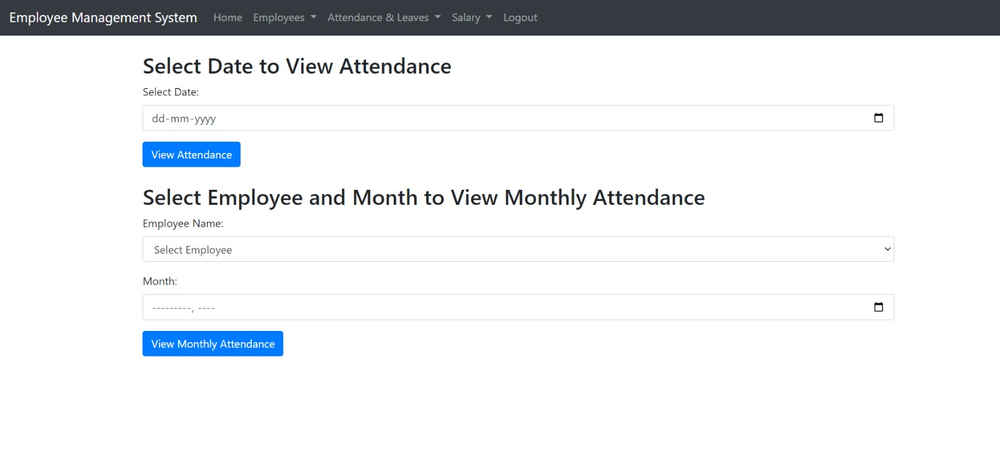 Employee Management System Home Employees Attendance & Leaves Salary Logout
Select Date to View Attendance
Select Date:
dd-mm-yyyy
View Attendance
Select Employee and Month to View Monthly Attendance
Employee Name:
Select Employee
Month:
---------, ----
View Monthly Attendance